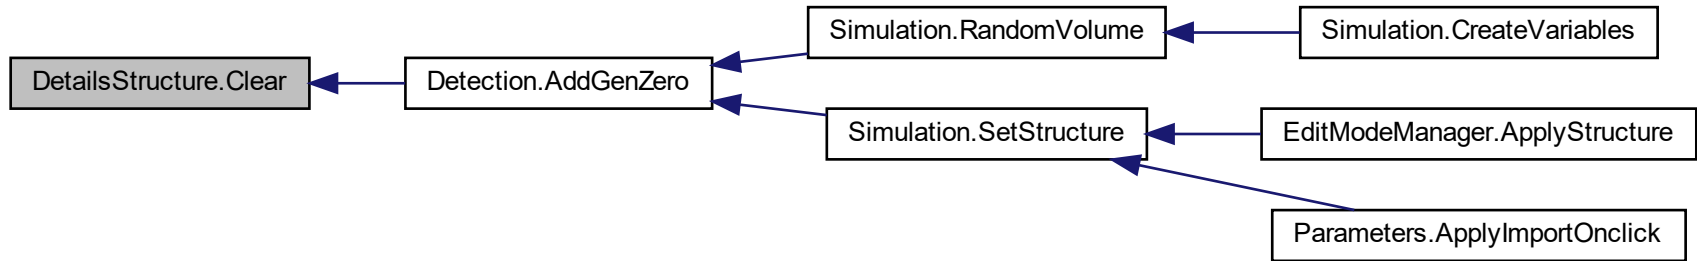 DetailsStructure.Clear
Detection.AddGenZero
Simulation.RandomVolume
Simulation.CreateVariables
Simulation.SetStructure
EditModeManager.ApplyStructure
Parameters.ApplyImportOnclick